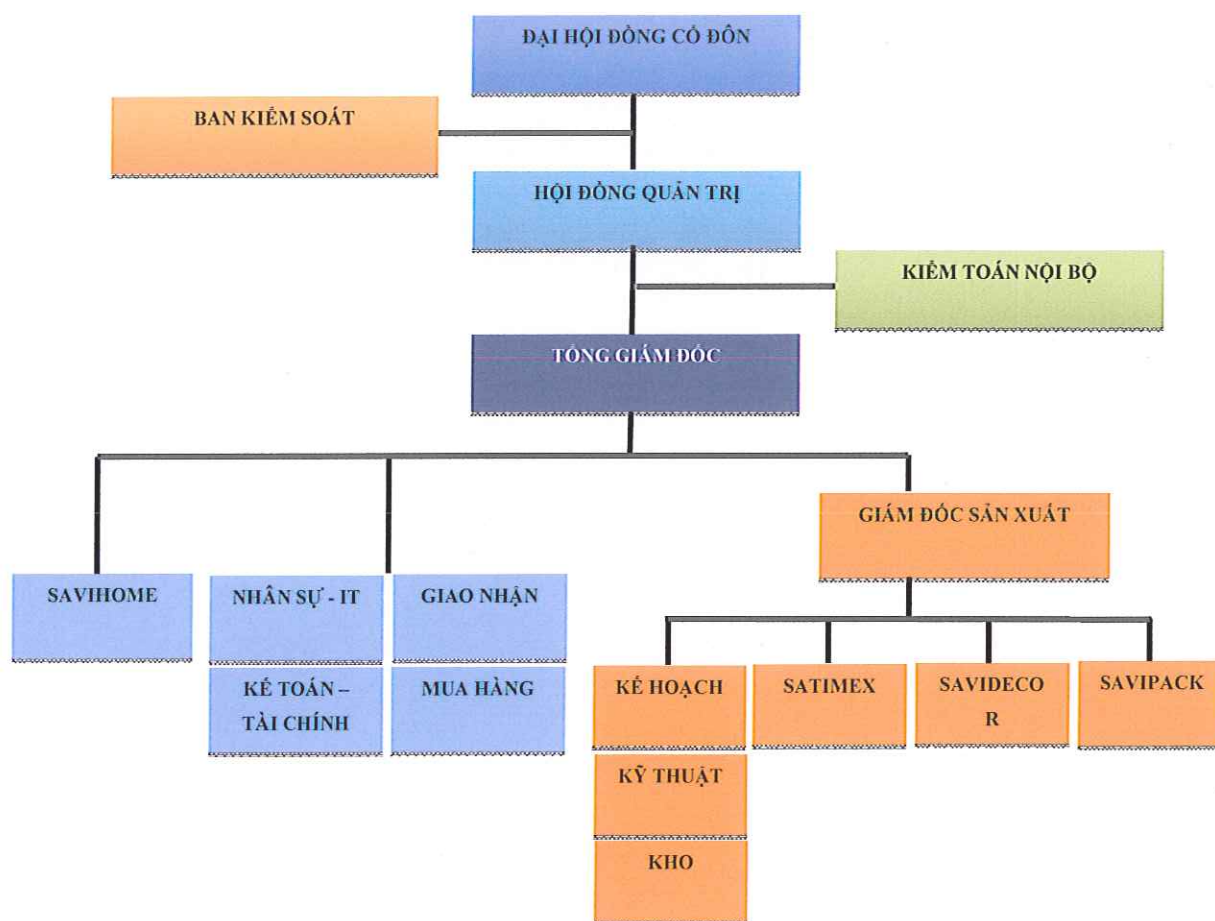 ĐẠI HỘI ĐỒNG CỔ ĐÔN
BAN KIỂM SOÁT
HỘI ĐỒNG QUẢN TRỊ
KIỂM TOÁN NỘI BỘ
TỔNG GIÁM ĐỐC
GIÁM ĐỐC SẢN XUẤT
SAVIHOME
NHÂN SỰ - IT
GIAO NHẬN
KẾ TOÁN –
TÀI CHÍNH
MUA HÀNG
KẾ HOẠCH
SATIMEX
SAVIDECO
R
SAVIPACK
KỸ THUẬT
KHO